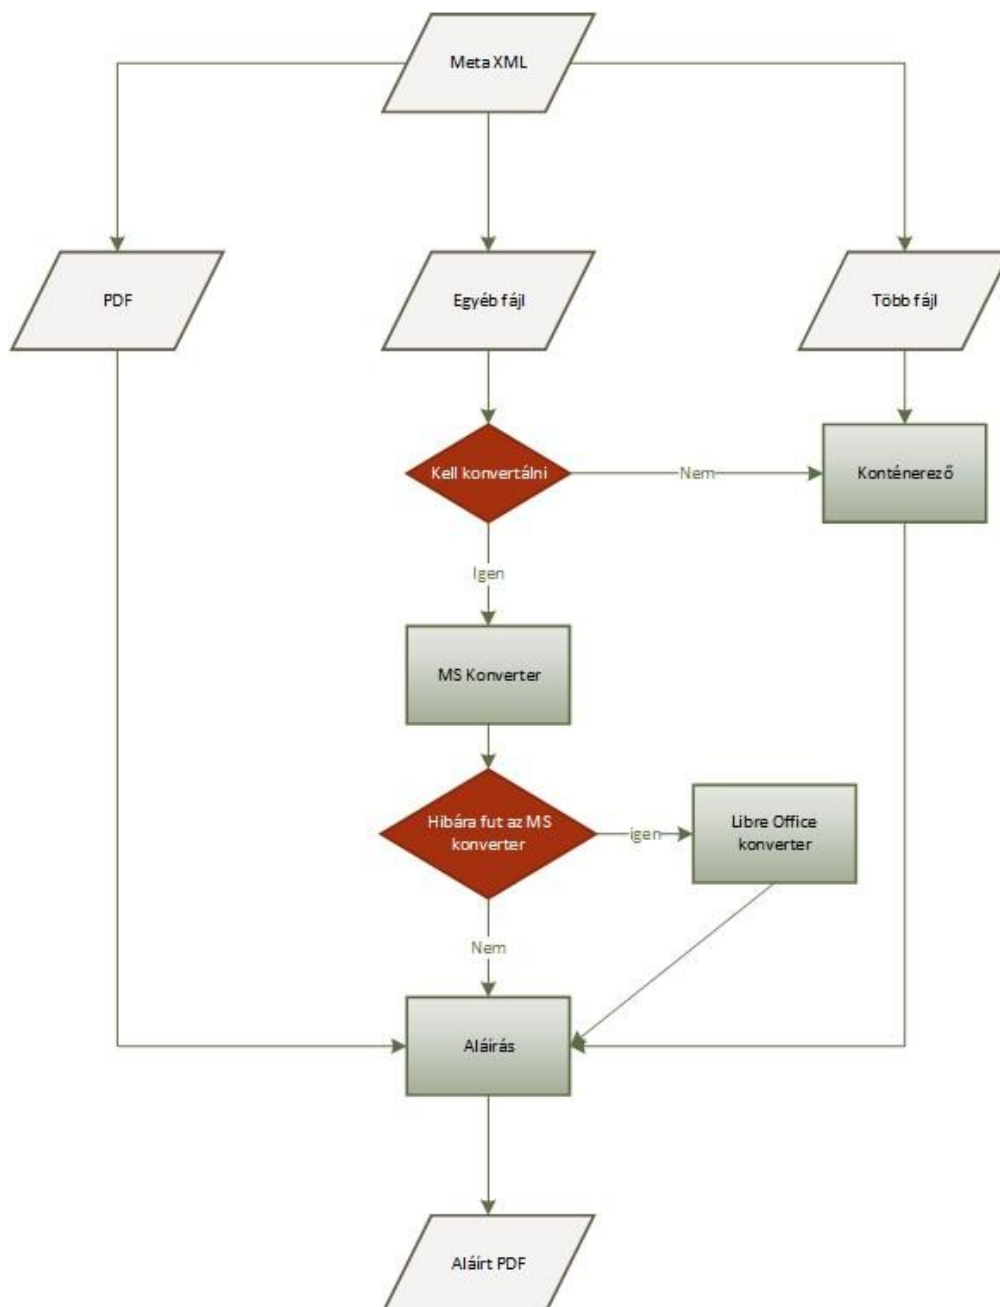 Meta XML
PDF
Egyéb fájl
Több fájl
Kell konvertálni
Nem
Konténerező
Igen
MS Konverter
Hibára fut az MS
konverter
igen
Libre Office
konverter
Nem
Aláírás
Aláírt PDF